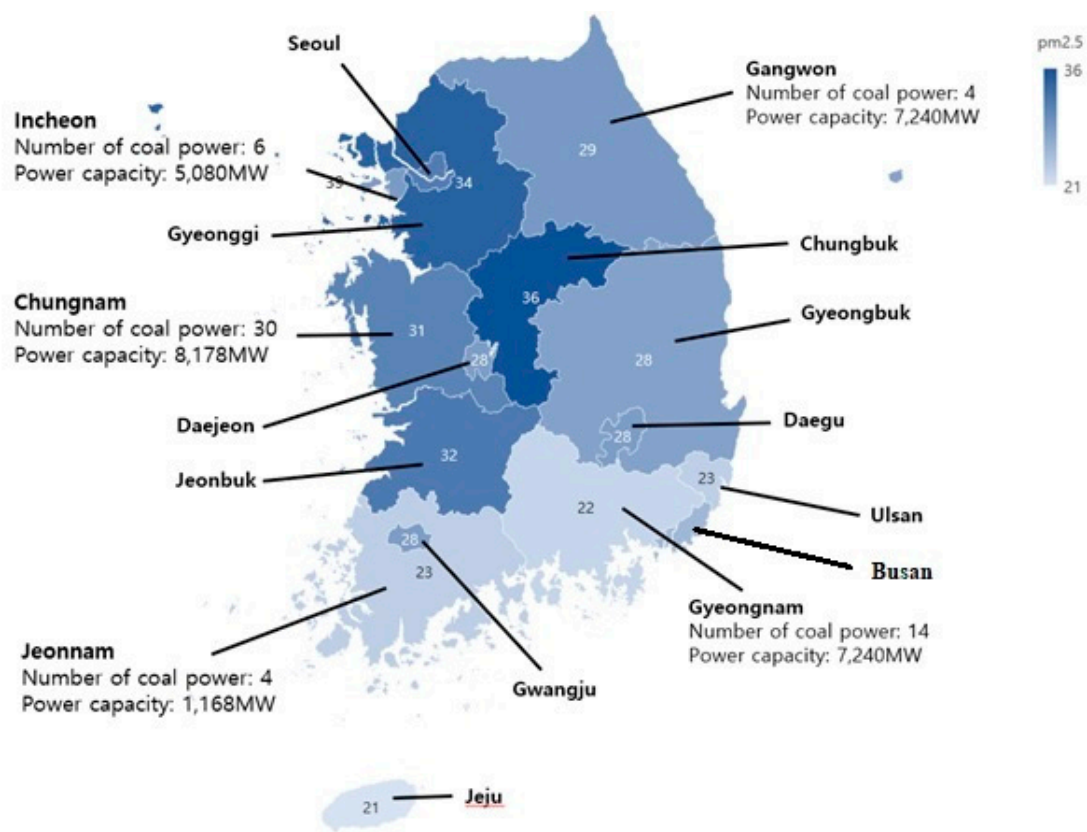 Seoul
pm2.5
36
21
Gangwon
Number of coal power: 4
Power capacity: 7,240MW
29
Incheon
Number of coal power: 6
Power capacity: 5,080MW
34
Gyeonggi
Chungbuk
36
Chungnam
Number of coal power: 30
Power capacity: 8,178MW
31
Gyeongbuk
28
28
Daejeon
Daegu
28
Jeonbuk
32
23
Ulsan
22
Busan
28
23
Gyeongnam
Number of coal power: 14
Power capacity: 7,240MW
Jeonnam
Number of coal power: 4
Power capacity: 1,168MW
Gwangju
21
Jeju